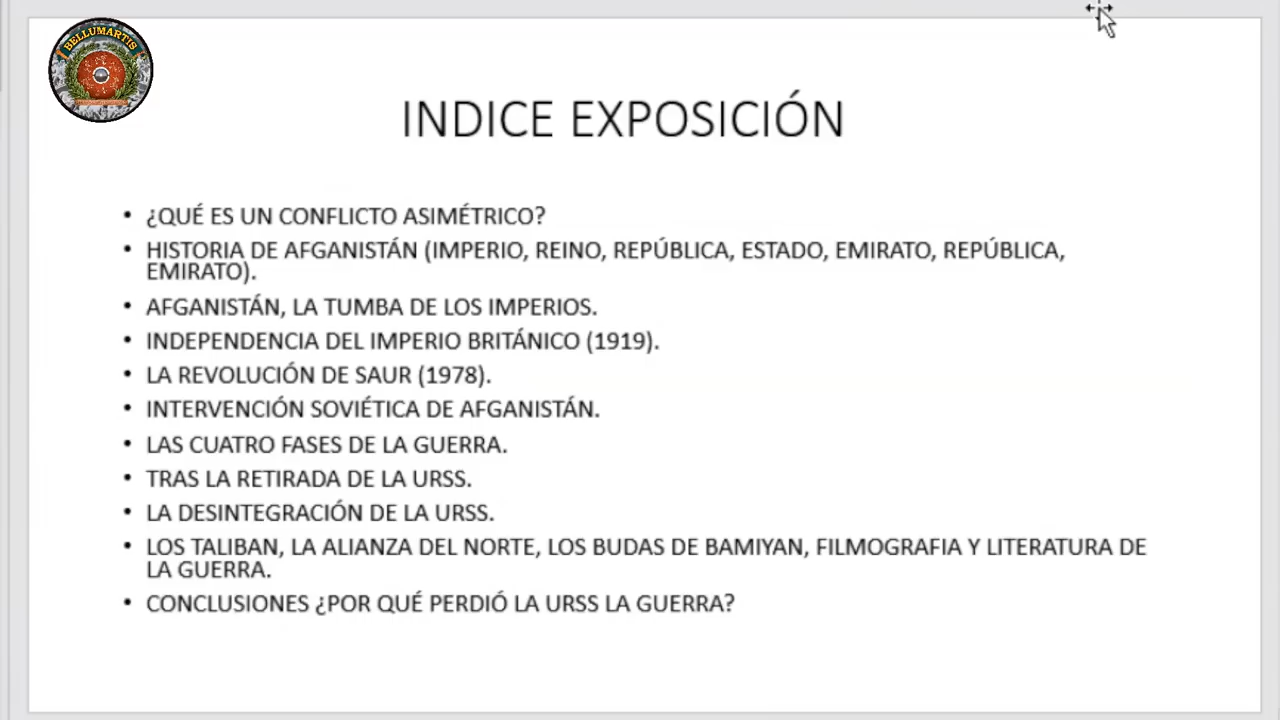 BELLUMARTIS
INDICE EXPOSICIÓN
• ¿QUÉ ES UN CONFLICTO ASIMÉTRICO?
• HISTORIA DE AFGANISTÁN (IMPERIO, REINO, REPÚBLICA, ESTADO, EMIRATO, REPÚBLICA,
EMIRATO).
• AFGANISTÁN, LA TUMBA DE LOS IMPERIOS.
• INDEPENDENCIA DEL IMPERIO BRITÁNICO (1919).
• LA REVOLUCIÓN DE SAUR (1978).
• INTERVENCIÓN SOVIÉTICA DE AFGANISTÁN.
• LAS CUATRO FASES DE LA GUERRA.
• TRAS LA RETIRADA DE LA URSS.
• LA DESINTEGRACIÓN DE LA URSS.
• LOS TALIBAN, LA ALIANZA DEL NORTE, LOS BUDAS DE BAMIYAN, FILMOGRAFIA Y LITERATURA DE
LA GUERRA.
• CONCLUSIONES ¿POR QUÉ PERDIÓ LA URSS LA GUERRA?